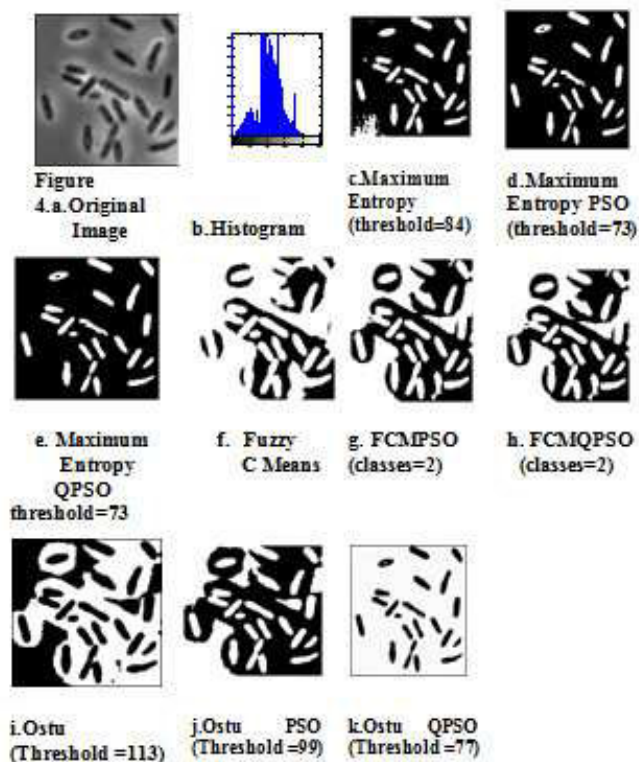 Figure
4.a.Original
Image
b.Histogram
c.Maximum
Entropy
(threshold=84)
d.Maximum
Entropy PSO
(threshold=73)
e. Maximum
Entropy
QPSO
threshold=73
f. Fuzzy
C Means
g. FCMPSO
(classes=2)
h. FCMQPSO
(classes=2)
i.Ostu
(Threshold =113)
j.Ostu PSO
(Threshold =99)
k.Ostu QPSO
(Threshold =77)